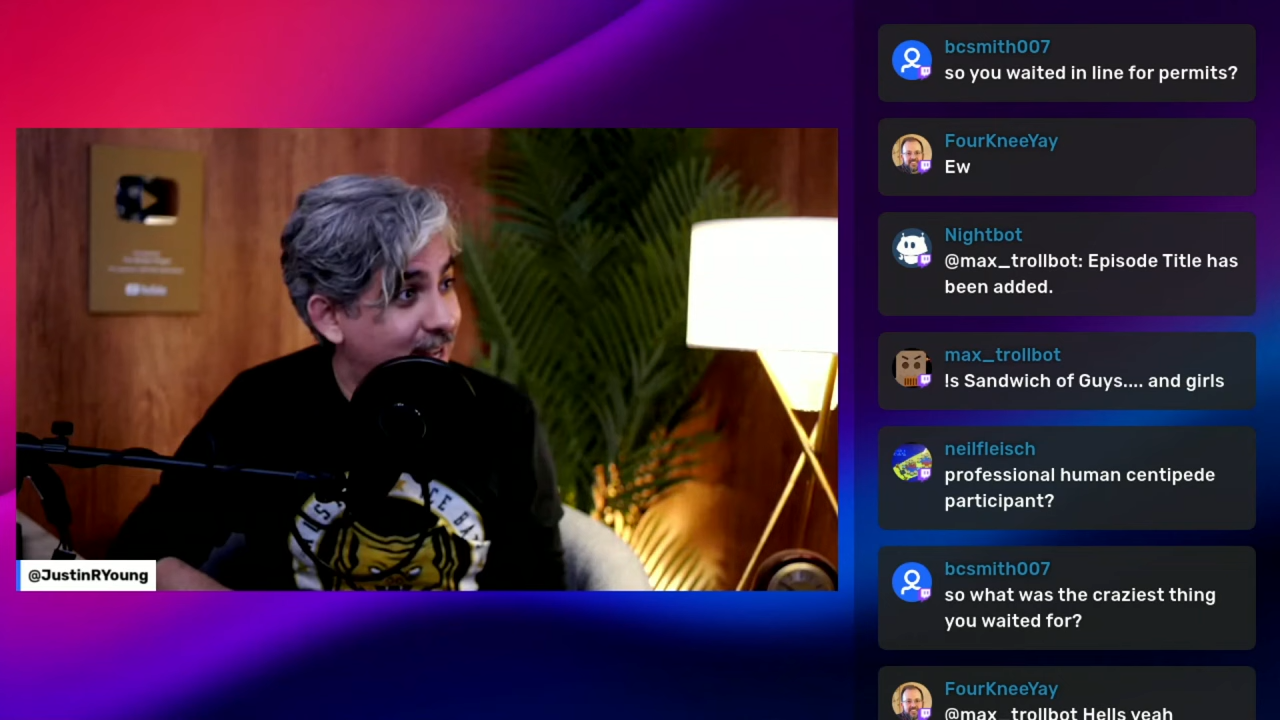 bcsmith007
so you waited in line for permits?
FourKneeYay
Ew
Nightbot
@max_trollbot: Episode Title has
been added.
max_trollbot
!s Sandwich of Guys.... and girls
neilfleisch
professional human centipede
participant?
bcsmith007
so what was the craziest thing
you waited for?
FourKneeYay
@max_trollbot Hells yeah
@JustinRYoung